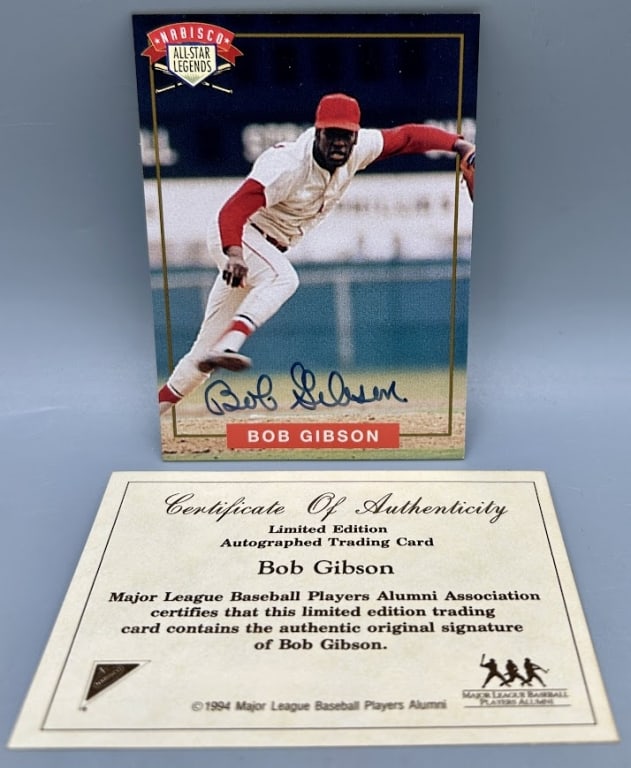 NABISCO
ALL-STAR
LEGENDS
Bob Gibson
BOB GIBSON
Certificate Of Authenticity
Limited Edition
Autographed Trading Card
Bob Gibson
Major League Baseball Players Alumni Association
certifies that this limited edition trading
card contains the authentic original signature
of Bob Gibson.
NABISCO
©1994 Major League Baseball Players Alumni
MAJOR LEAGUE BASEBALL
PLAYERS ALUMNI